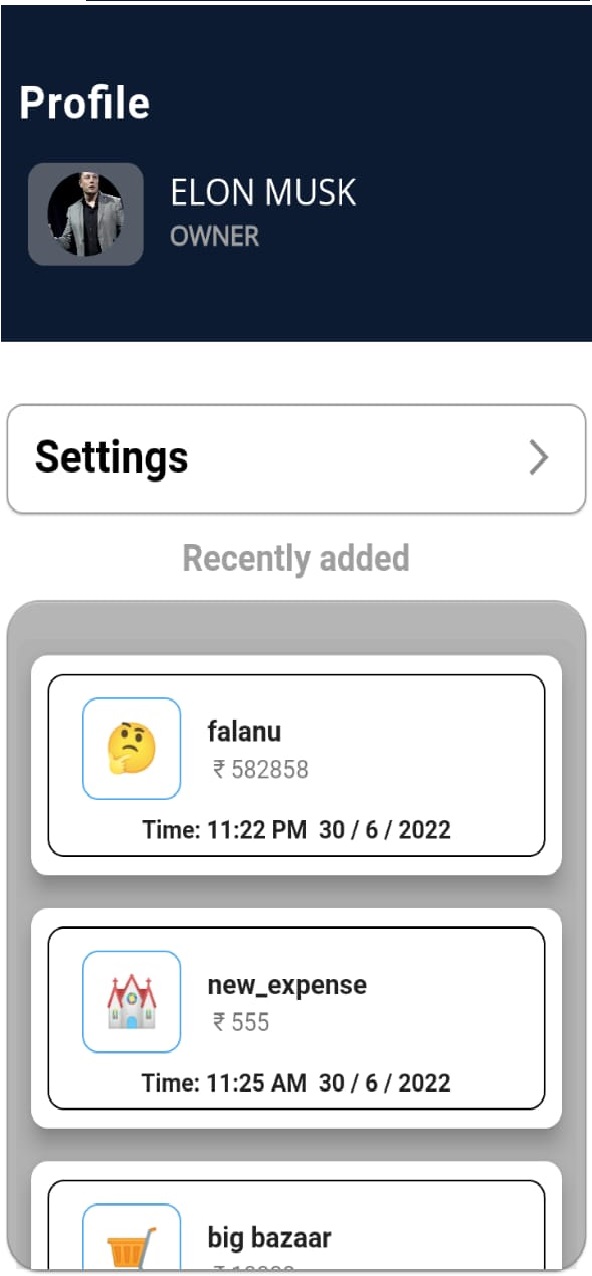 Profile
ELON MUSK
OWNER
Settings
Recently added
falanu
₹ 582858
Time: 11:22 PM  30 / 6 / 2022
new_expense
₹ 555
Time: 11:25 AM  30 / 6 / 2022
big bazaar